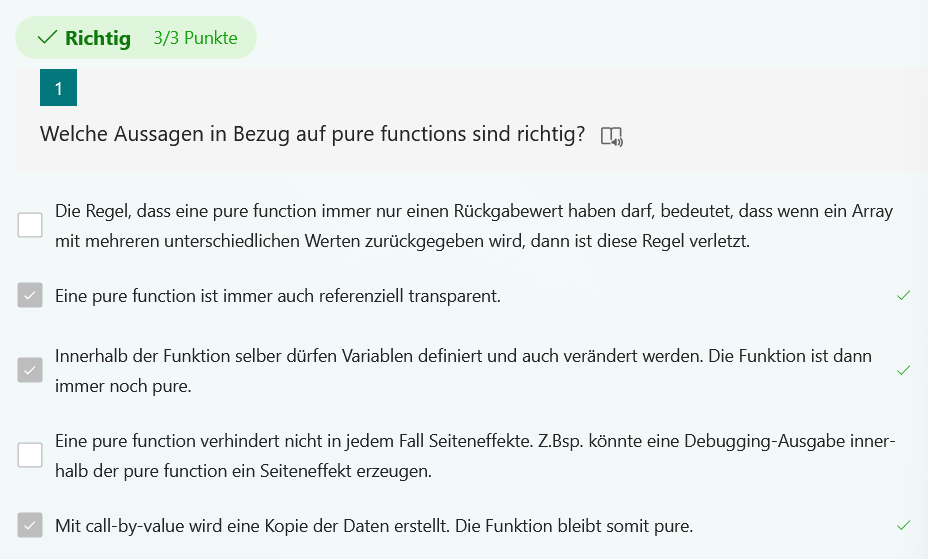 Richtig 3/3 Punkte
1
Welche Aussagen in Bezug auf pure functions sind richtig?
Die Regel, dass eine pure function immer nur einen Rückgabewert haben darf, bedeutet, dass wenn ein Array
mit mehreren unterschiedlichen Werten zurückgegeben wird, dann ist diese Regel verletzt.
Eine pure function ist immer auch referenziell transparent.
Innerhalb der Funktion selber dürfen Variablen definiert und auch verändert werden. Die Funktion ist dann
immer noch pure.
Eine pure function verhindert nicht in jedem Fall Seiteneffekte. Z.Bsp. könnte eine Debugging-Ausgabe inner-
halb der pure function ein Seiteneffekt erzeugen.
Mit call-by-value wird eine Kopie der Daten erstellt. Die Funktion bleibt somit pure.